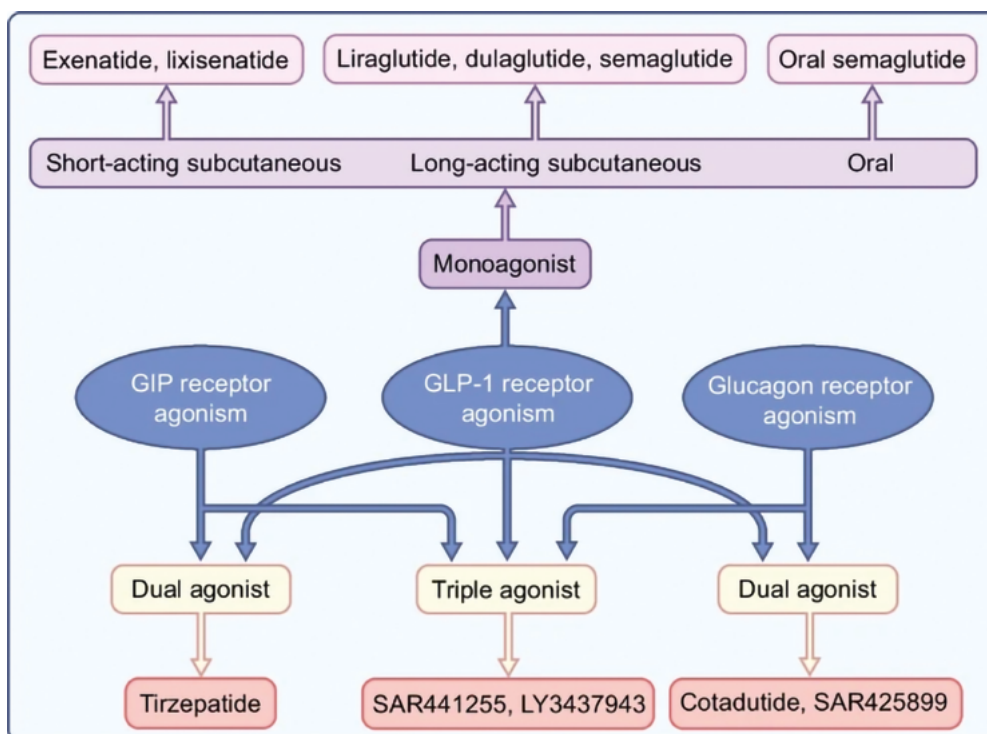 Exenatide, lixisenatide
Liraglutide, dulaglutide, semaglutide
Oral semaglutide
Short-acting subcutaneous
Long-acting subcutaneous
Oral
Monoagonist
GIP receptor
agonism
GLP-1 receptor
agonism
Glucagon receptor
agonism
Dual agonist
Triple agonist
Dual agonist
Tirzepatide
SAR441255, LY3437943
Cotadutide, SAR425899